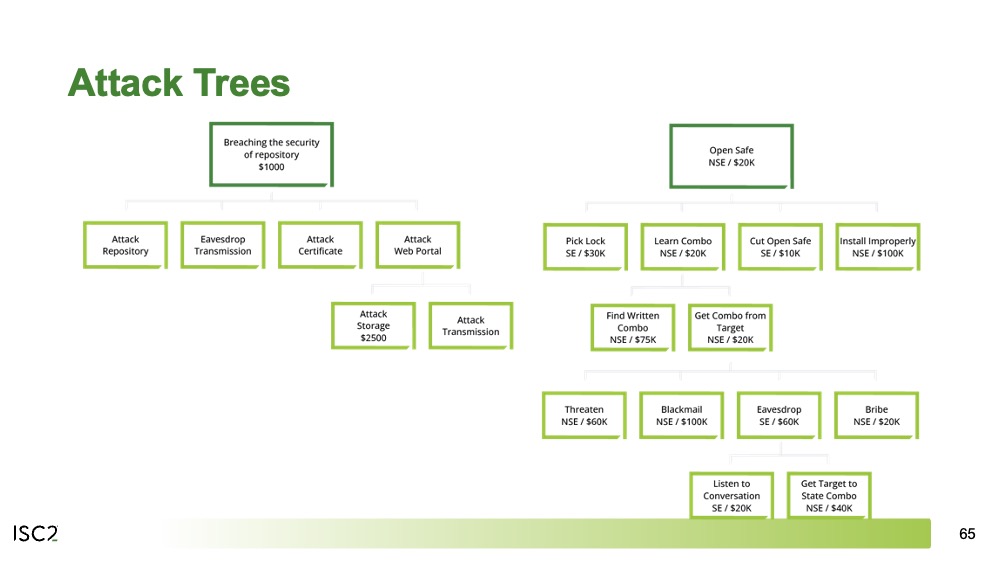 Attack Trees
Breaching the security
of repository
$1000
Attack
Repository
Eavesdrop
Transmission
Attack
Certificate
Attack
Web Portal
Attack
Storage
$2500
Attack
Transmission
Open Safe
NSE / $20K
Pick Lock
SE / $30K
Learn Combo
NSE / $20K
Cut Open Safe
SE / $10K
Install Improperly
NSE / $100K
Find Written
Combo
NSE / $75K
Get Combo from
Target
NSE / $20K
Threaten
NSE / $60K
Blackmail
NSE / $100K
Eavesdrop
SE / $60K
Bribe
NSE / $20K
Listen to
Conversation
SE / $20K
Get Target to
State Combo
NSE / $40K
ISC2
65